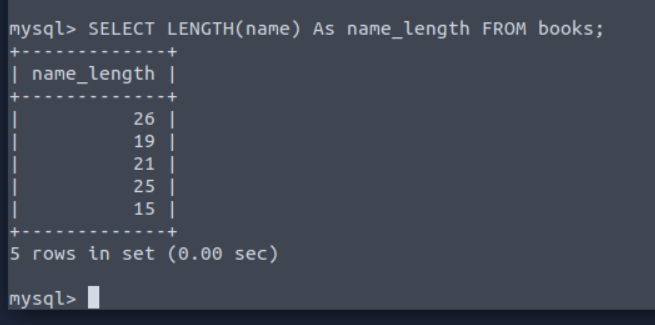 mysql> SELECT LENGTH(name) As name_length FROM books;
+-------------+
| name_length |
+-------------+
|          26 |
|          19 |
|          21 |
|          25 |
|          15 |
+-------------+
5 rows in set (0.00 sec)
mysql>